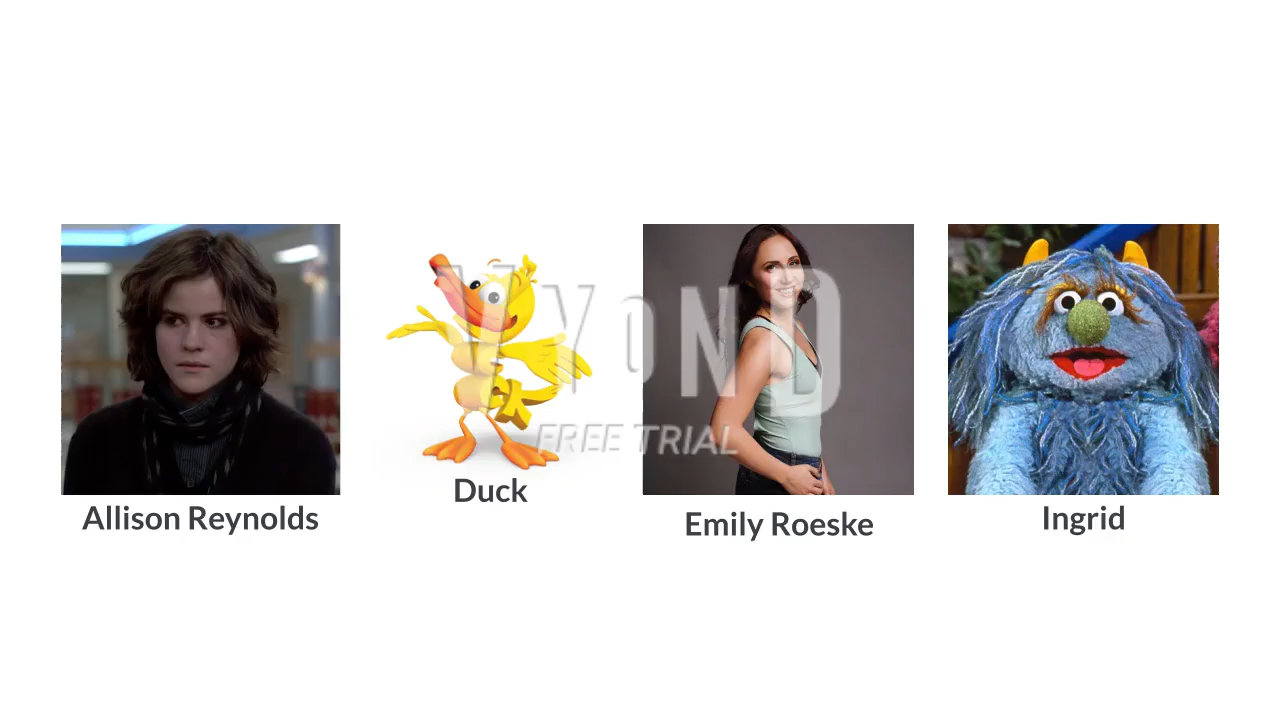 Vyond
FREE TRIAL
Allison Reynolds
Duck
Emily Roeske
Ingrid